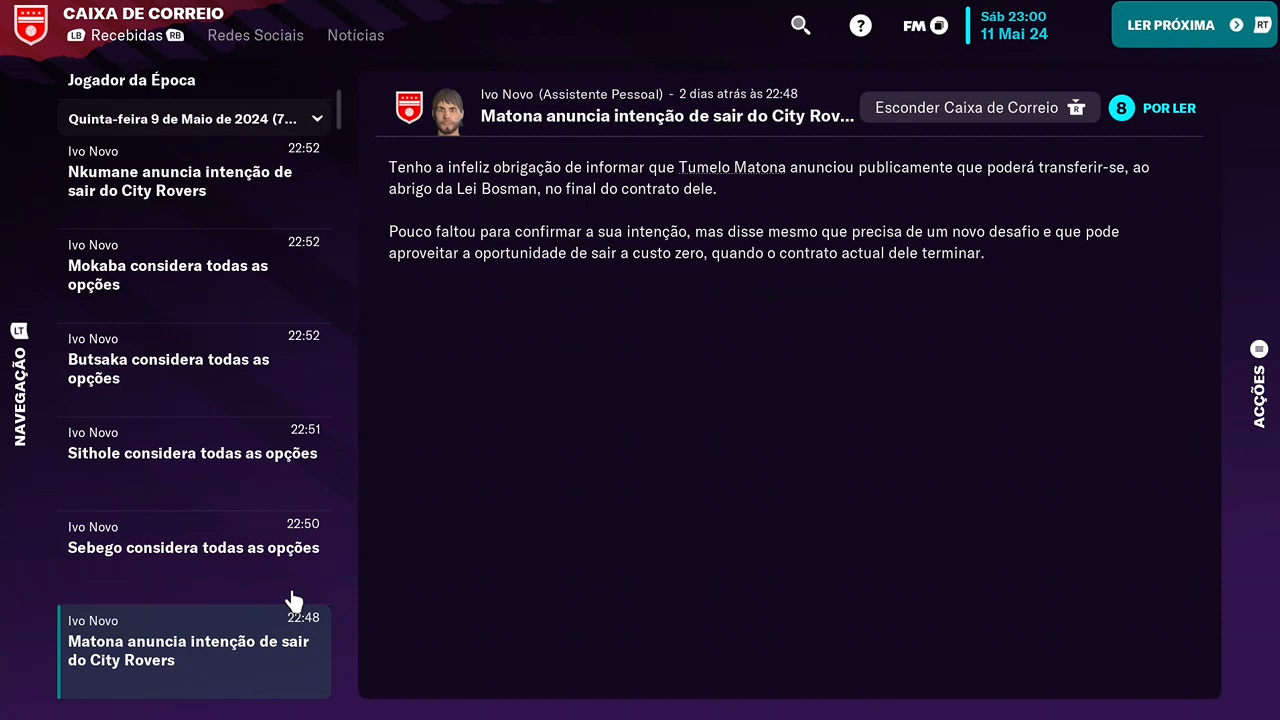 CAIXA DE CORREIO
LB Recebidas RB Redes Sociais Notícias
? FM
Sáb 23:00
11 Mai 24
LER PRÓXIMA RT
Jogador da Época
Quinta-feira 9 de Maio de 2024 (7...
Ivo Novo 22:52
Nkumane anuncia intenção de
sair do City Rovers
Ivo Novo 22:52
Mokaba considera todas as
opções
Ivo Novo 22:52
Butsaka considera todas as
opções
Ivo Novo 22:51
Sithole considera todas as opções
Ivo Novo 22:50
Sebego considera todas as opções
Ivo Novo 22:48
Matona anuncia intenção de sair
do City Rovers
LT
NAVEGAÇÃO
Ivo Novo (Assistente Pessoal) - 2 dias atrás às 22:48
Matona anuncia intenção de sair do City Rov...
Esconder Caixa de Correio R
8 POR LER
Tenho a infeliz obrigação de informar que Tumelo Matona anunciou publicamente que poderá transferir-se, ao
abrigo da Lei Bosman, no final do contrato dele.
Pouco faltou para confirmar a sua intenção, mas disse mesmo que precisa de um novo desafio e que pode
aproveitar a oportunidade de sair a custo zero, quando o contrato actual dele terminar.
ACÇÕES